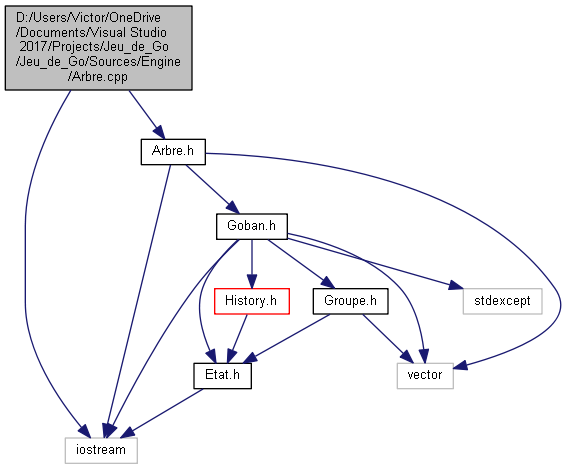 D:/Users/Victor/OneDrive
/Documents/Visual Studio
2017/Projects/Jeu_de_Go
/Jeu_de_Go/Sources/Engine
/Arbre.cpp
Arbre.h
Goban.h
History.h
Groupe.h
stdexcept
Etat.h
vector
iostream